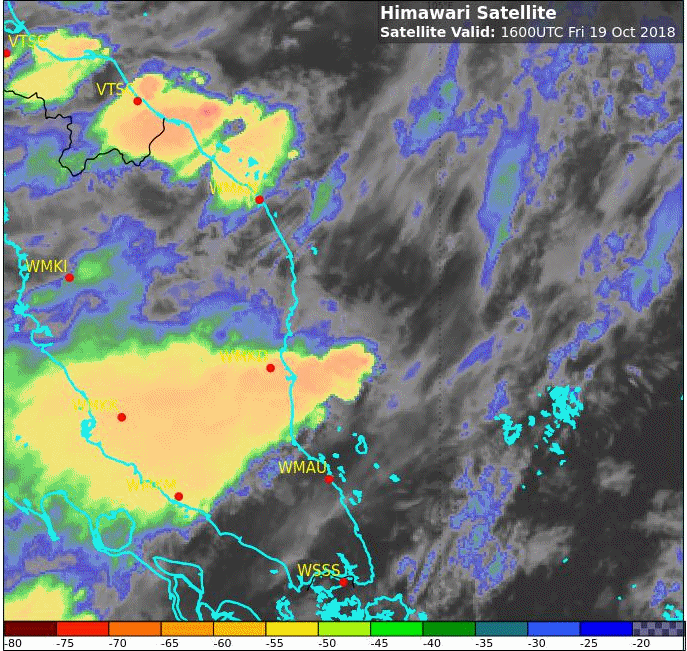 Himawari Satellite
Satellite Valid: 1600UTC Fri 19 Oct 2018
VTSS
VTS
WMKI
WMAU
WSSS
-80 -75 -70 -65 -60 -55 -50 -45 -40 -35 -30 -25 -20